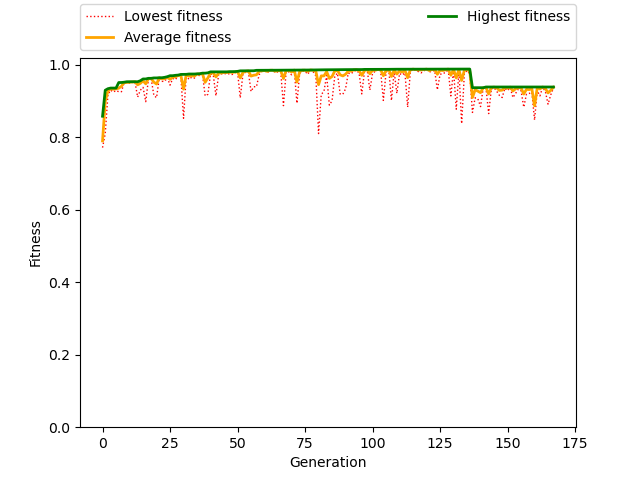 Lowest fitness
Average fitness
Highest fitness
1.0
0.8
0.6
0.4
0.2
0.0
Fitness
0 25 50 75 100 125 150 175
Generation